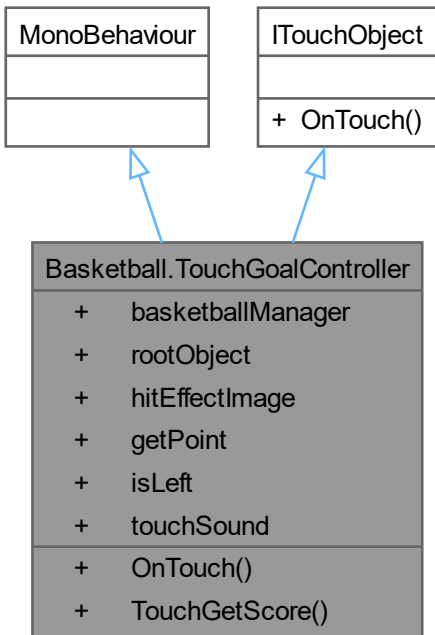 MonoBehaviour
ITouchObject
+ OnTouch()
Basketball.TouchGoalController
+ basketballManager
+ rootObject
+ hitEffectImage
+ getPoint
+ isLeft
+ touchSound
+ OnTouch()
+ TouchGetScore()